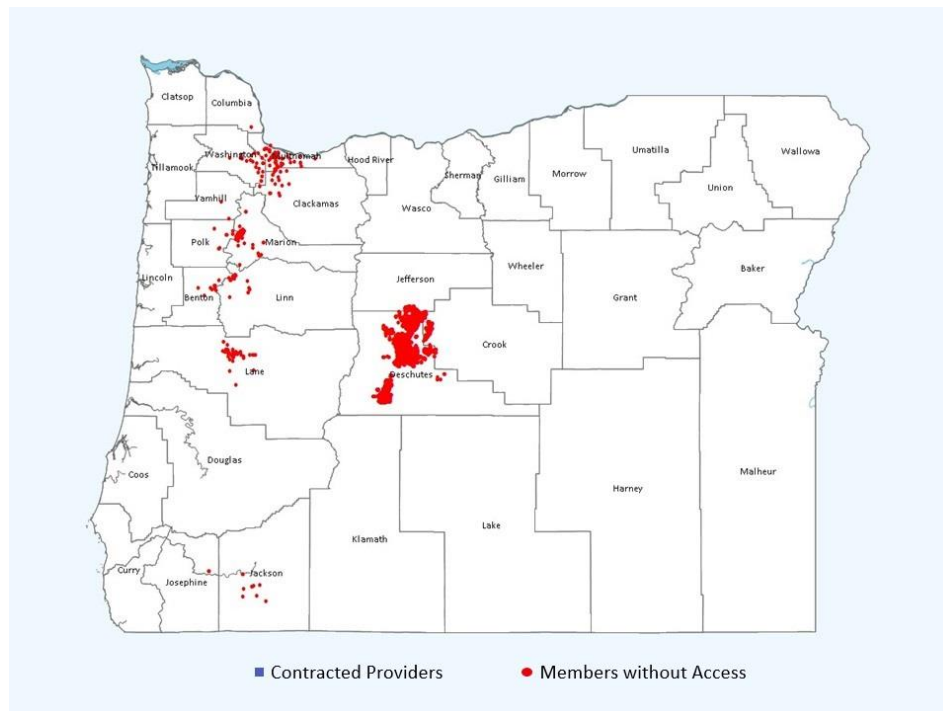 Clatsop
Columbia
Tillamook
Washington
Multnomah
Hood River
Sherman
Gilliam
Morrow
Umatilla
Union
Wallowa
Yamhill
Clackamas
Wasco
Polk
Marion
Jefferson
Wheeler
Grant
Baker
Lincoln
Benton
Linn
Crook
Lane
Deschutes
Douglas
Coos
Klamath
Lake
Harney
Malheur
Curry
Josephine
Jackson
Contracted Providers
Members without Access